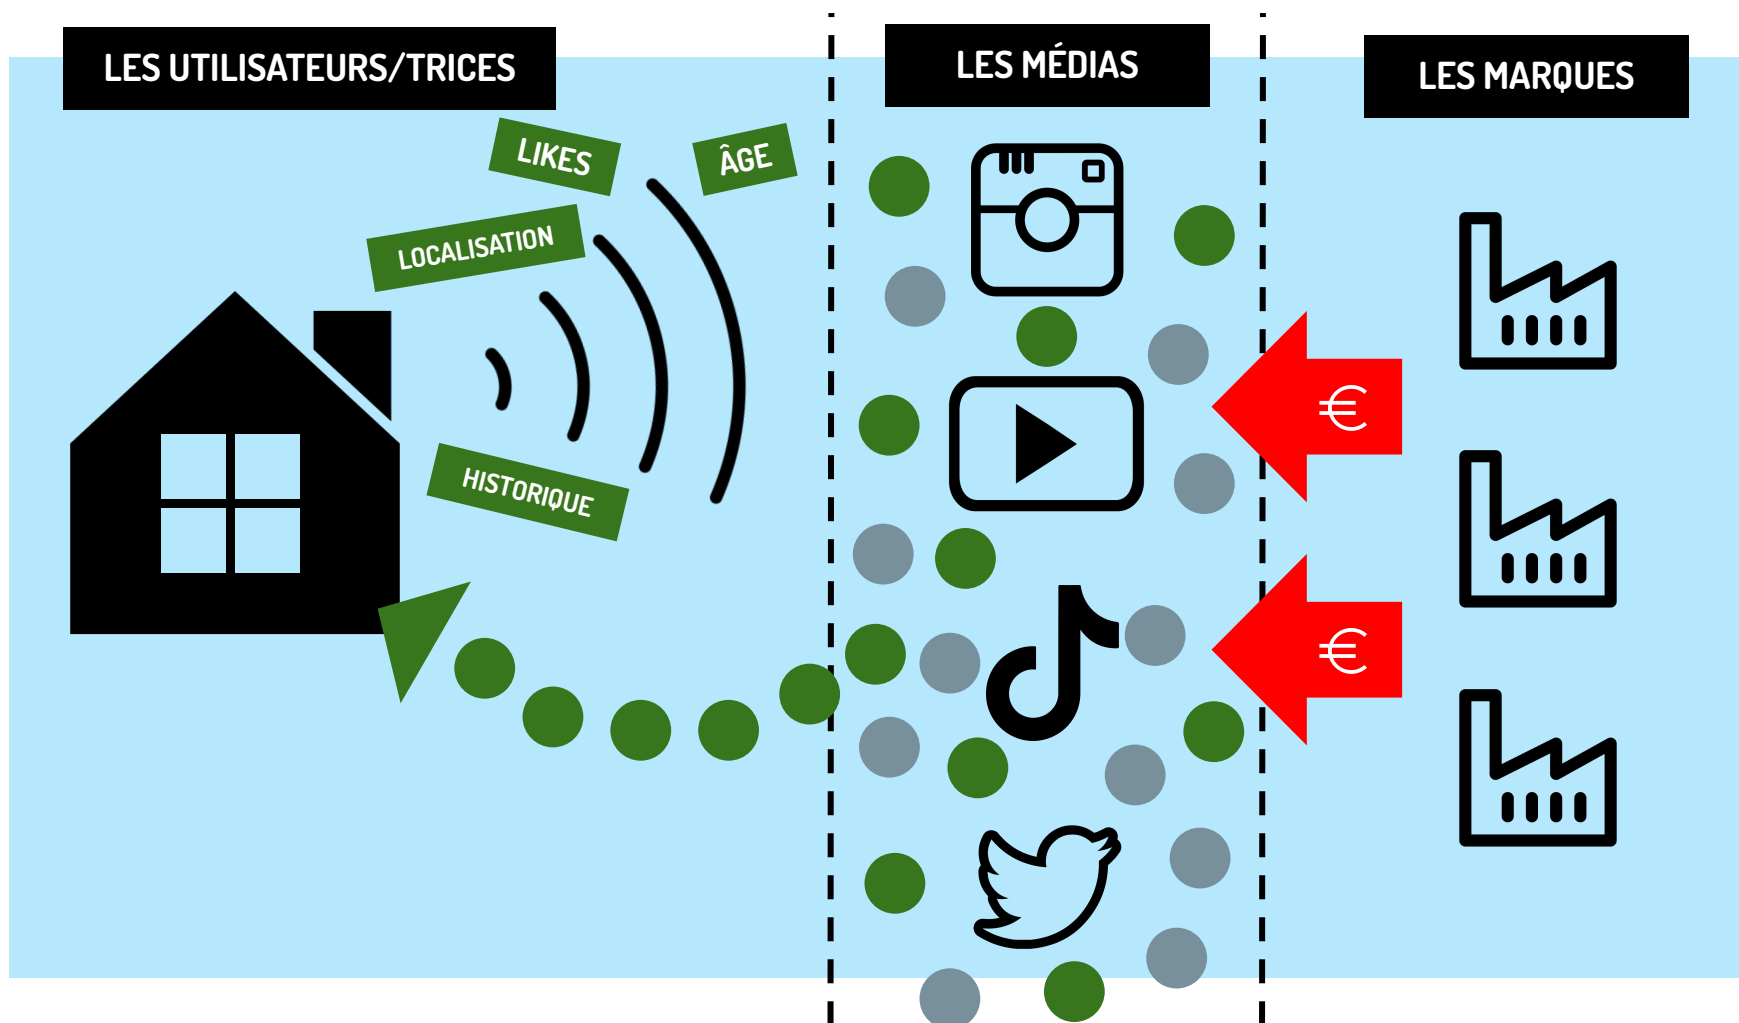 LES UTILISATEURS/TRICES
LES MÉDIAS
LES MARQUES
LIKES
ÂGE
LOCALISATION
HISTORIQUE
€
€